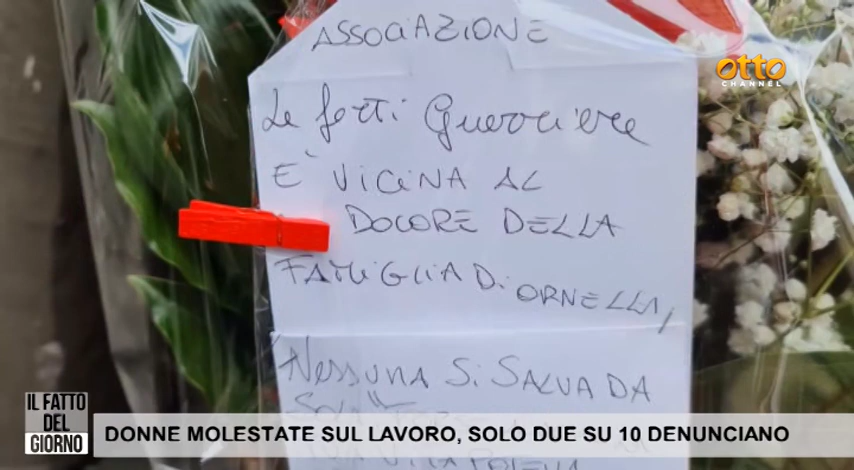 ASSOCIAZIONE
Le forti Guerriere
E' VICINA AL
DOLORE DELLA
FAMIGLIA Di ORNELLA,
NESSUNA Si SALVA DA
SOLA
otto
CHANNEL
IL FATTO
DEL
GIORNO
DONNE MOLESTATE SUL LAVORO, SOLO DUE SU 10 DENUNCIANO